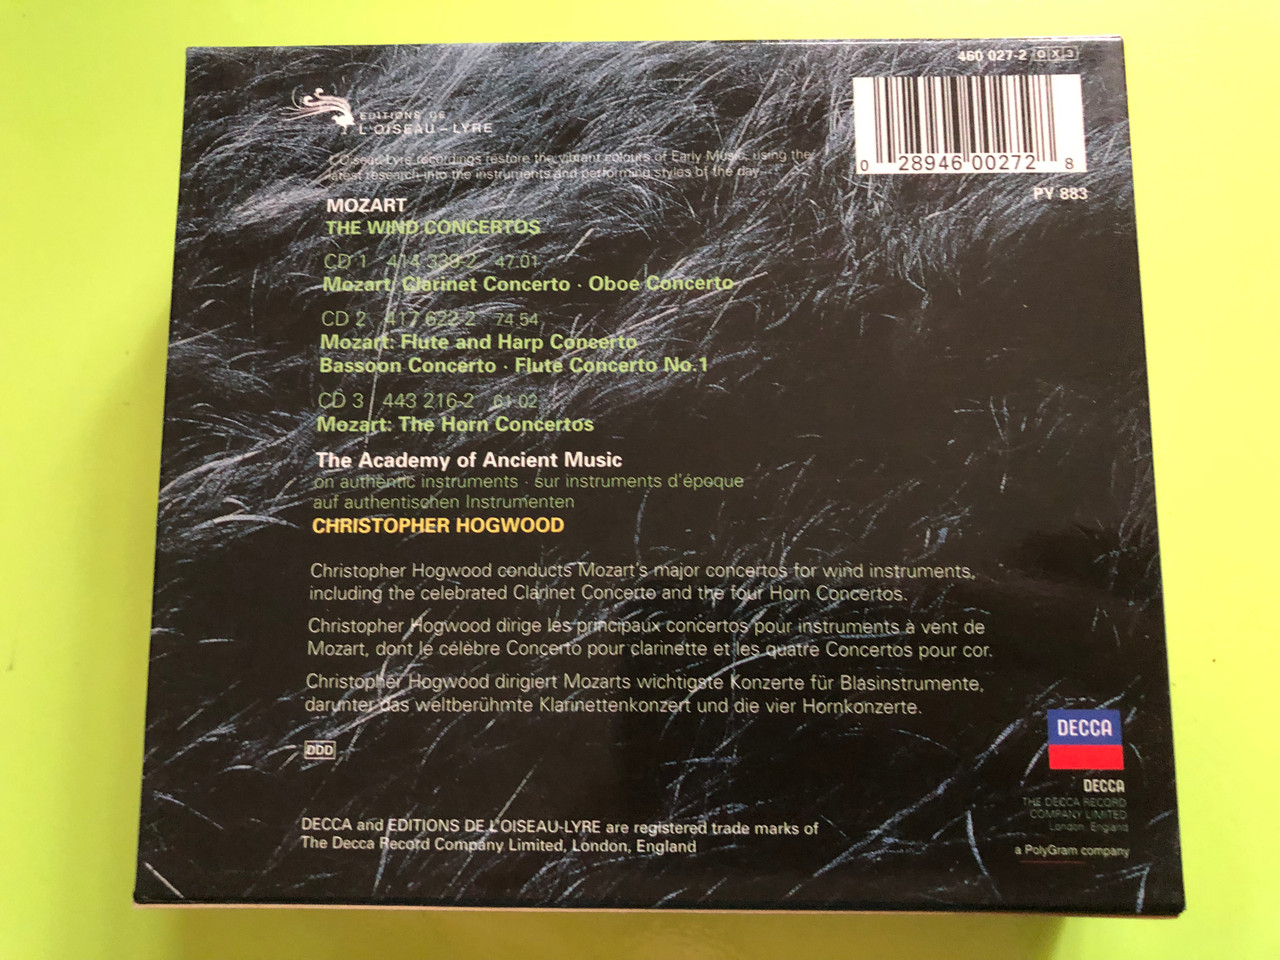 460 027-2 OX3
0 28946 00272 8
PY 883
EDITIONS DE
L'OISEAU-LYRE
L'Oiseau-Lyre recordings restore the vibrant colours of Early Music, using the
latest research into the instruments and performing styles of the day
MOZART
THE WIND CONCERTOS
CD 1 414 339-2 47.01
Mozart: Clarinet Concerto · Oboe Concerto
CD 2 417 622-2 74.54
Mozart: Flute and Harp Concerto
Bassoon Concerto · Flute Concerto No.1
CD 3 443 216-2 61.02
Mozart: The Horn Concertos
The Academy of Ancient Music
on authentic instruments · sur instruments d'époque
auf authentischen Instrumenten
CHRISTOPHER HOGWOOD
Christopher Hogwood conducts Mozart's major concertos for wind instruments,
including the celebrated Clarinet Concerto and the four Horn Concertos.
Christopher Hogwood dirige les principaux concertos pour instruments à vent de
Mozart, dont le célèbre Concerto pour clarinette et les quatre Concertos pour cor.
Christopher Hogwood dirigiert Mozarts wichtigste Konzerte für Blasinstrumente,
darunter das weltberühmte Klarinettenkonzert und die vier Hornkonzerte.
DDD
DECCA
DECCA
THE DECCA RECORD
COMPANY LIMITED
London, England
a PolyGram company
DECCA and EDITIONS DE L'OISEAU-LYRE are registered trade marks of
The Decca Record Company Limited, London, England